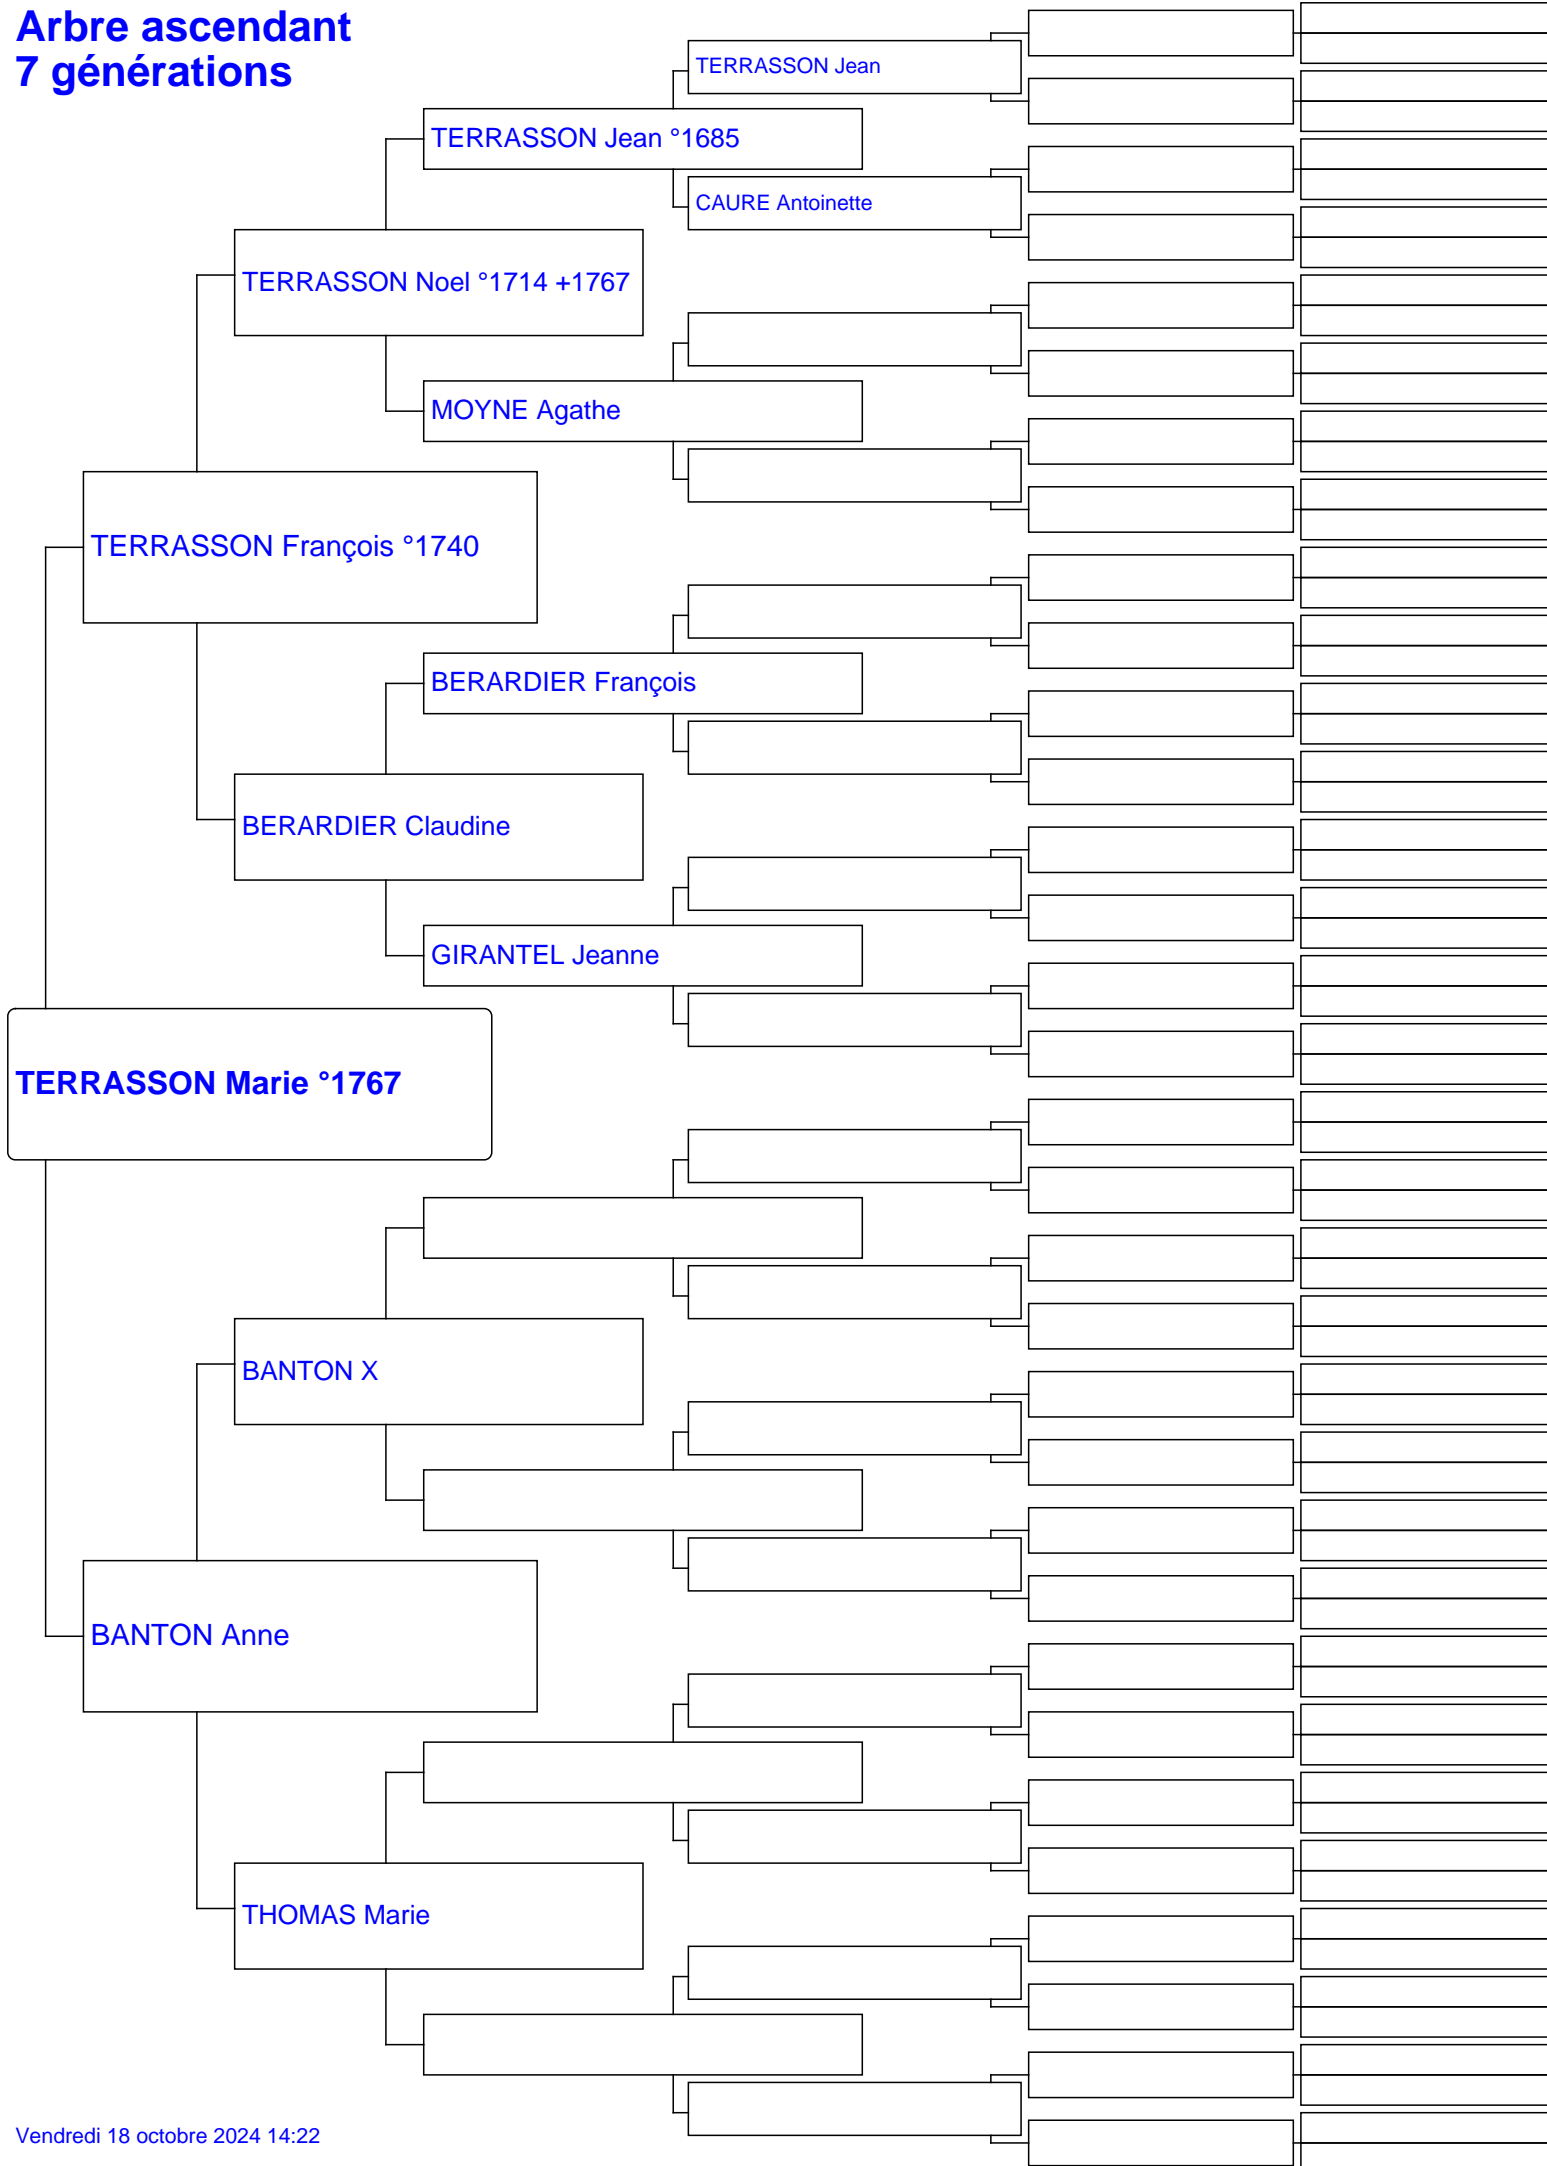 Arbre ascendant
7 générations
TERRASSON Jean
TERRASSON Jean °1685
CAURE Antoinette
TERRASSON Noel °1714 +1767
MOYNE Agathe
TERRASSON François °1740
BERARDIER François
BERARDIER Claudine
GIRANTEL Jeanne
TERRASSON Marie °1767
BANTON X
BANTON Anne
THOMAS Marie
Vendredi 18 octobre 2024 14:22